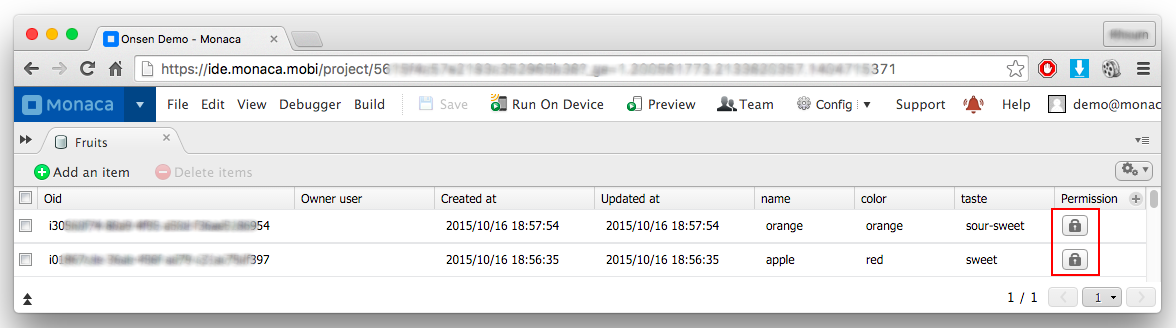 Onsen Demo - Monaca
https://ide.monaca.mobi/project/56 371
Monaca File Edit View Debugger Build Save Run On Device Preview Team Config Support Help demo@monac
Fruits
Add an item Delete items
Oid Owner user Created at Updated at name color taste Permission
i30 954 2015/10/16 18:57:54 2015/10/16 18:57:54 orange orange sour-sweet
i01 397 2015/10/16 18:56:35 2015/10/16 18:56:35 apple red sweet
1 / 1 1